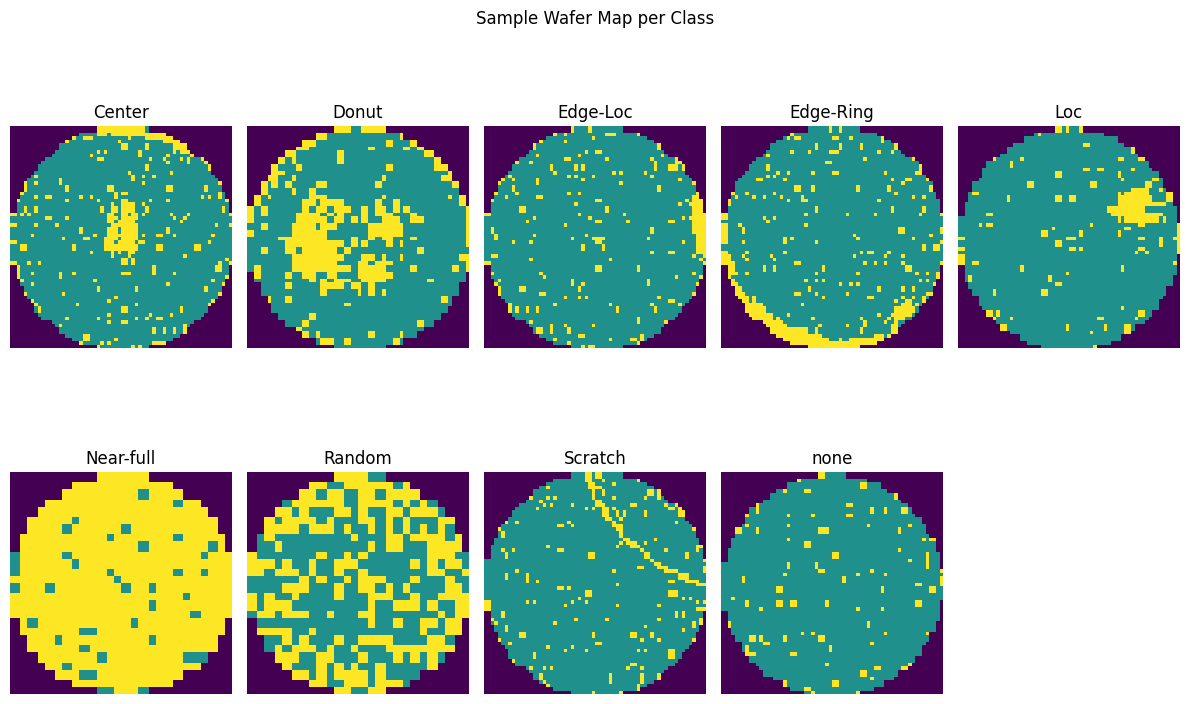 Sample Wafer Map per Class
Center
Donut
Edge-Loc
Edge-Ring
Loc
Near-full
Random
Scratch
none